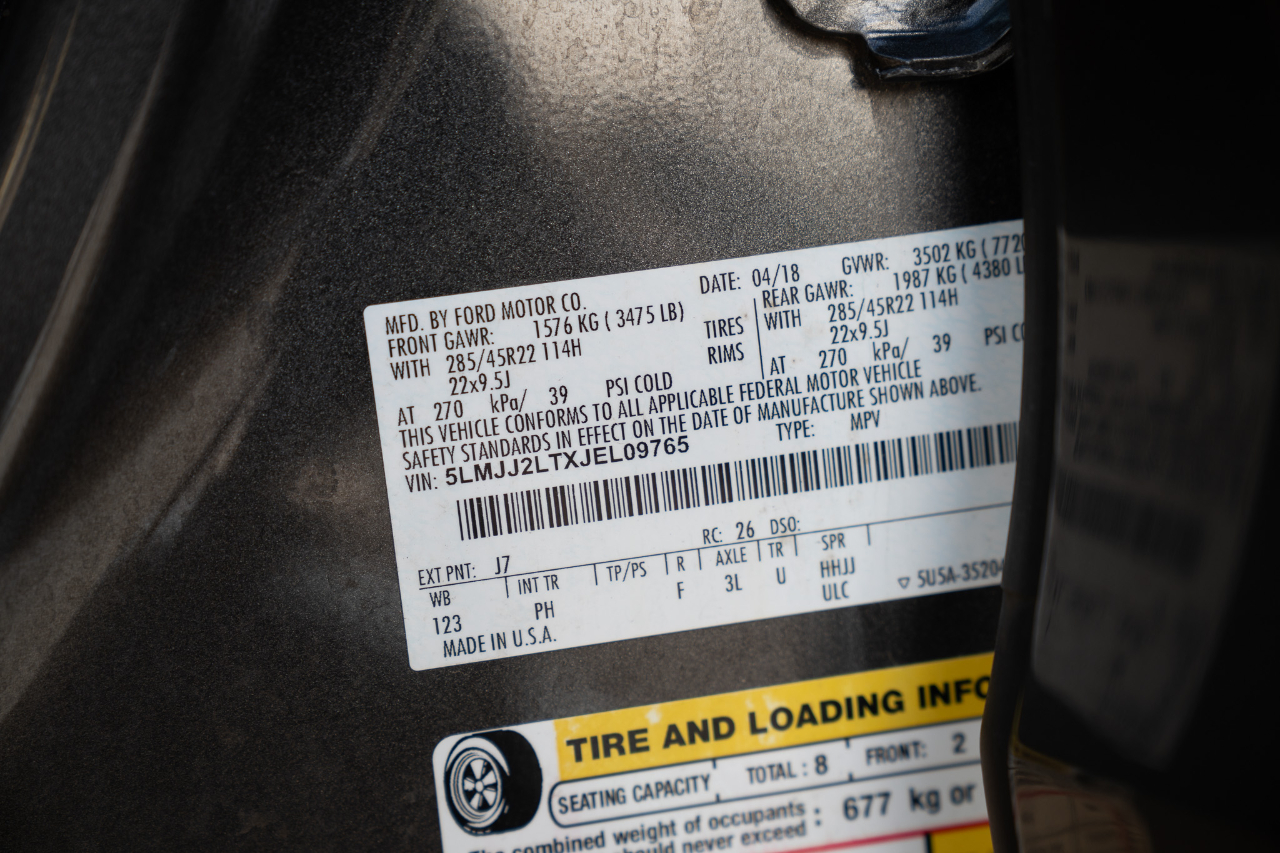 DATE: 04/18 GVWR: 3502 KG ( 7720
MFD. BY FORD MOTOR CO.
FRONT GAWR: 1576 KG ( 3475 LB) REAR GAWR: 1987 KG ( 4380 L
WITH 285/45R22 114H TIRES WITH 285/45R22 114H
22x9.5J RIMS 22x9.5J
AT 270 kPa/ 39 PSI COLD AT 270 kPa/ 39 PSI CO
THIS VEHICLE CONFORMS TO ALL APPLICABLE FEDERAL MOTOR VEHICLE
SAFETY STANDARDS IN EFFECT ON THE DATE OF MANUFACTURE SHOWN ABOVE.
VIN: 5LMJJ2LTXJEL09765 TYPE: MPV
EXT PNT: J7 RC: 26 DSO:
WB INT TR TP/PS R AXLE TR SPR
123 PH F 3L U HHJJ
ULC ▽ 5U5A-3520
MADE IN U.S.A.
TIRE AND LOADING INFO
SEATING CAPACITY TOTAL : 8 FRONT: 2
The combined weight of occupants
should never exceed : 677 kg or